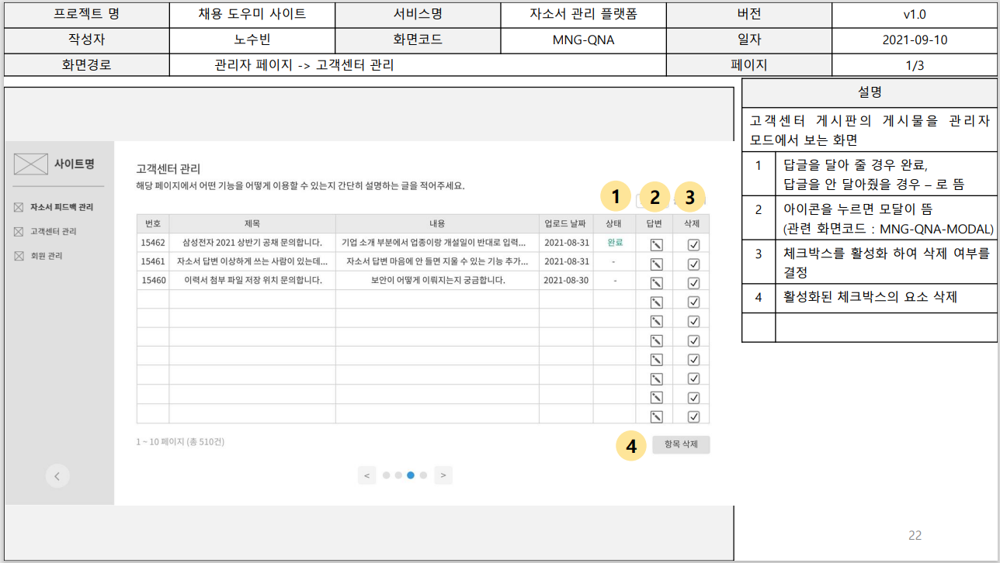 프로젝트 명 채용 도우미 사이트 서비스명 자소서 관리 플랫폼 버전 v1.0
작성자 노수빈 화면코드 MNG-QNA 일자 2021-09-10
화면경로 관리자 페이지 -> 고객센터 관리 페이지 1/3
사이트명
자소서 피드백 관리
고객센터 관리
회원 관리
<
고객센터 관리
해당 페이지에서 어떤 기능을 어떻게 이용할 수 있는지 간단히 설명하는 글을 적어주세요.
1 2 3
번호 제목 내용 업로드 날짜 상태 답변 삭제
15462 삼성전자 2021 상반기 공채 문의합니다. 기업 소개 부분에서 업종이랑 개설일이 반대로 입력... 2021-08-31 완료
15461 자소서 답변 이상하게 쓰는 사람이 있는데... 자소서 답변 마음에 안 들면 지울 수 있는 기능 추가... 2021-08-31 -
15460 이력서 첨부 파일 저장 위치 문의합니다. 보안이 어떻게 이뤄지는지 궁금합니다. 2021-08-30 -
1 ~ 10 페이지 (총 510건)
4 항목 삭제
< >
설명
고객센터 게시판의 게시물을 관리자
모드에서 보는 화면
1 답글을 달아 줄 경우 완료,
답글을 안 달아줬을 경우 – 로 뜸
2 아이콘을 누르면 모달이 뜸
(관련 화면코드 : MNG-QNA-MODAL)
3 체크박스를 활성화 하여 삭제 여부를
결정
4 활성화된 체크박스의 요소 삭제
22